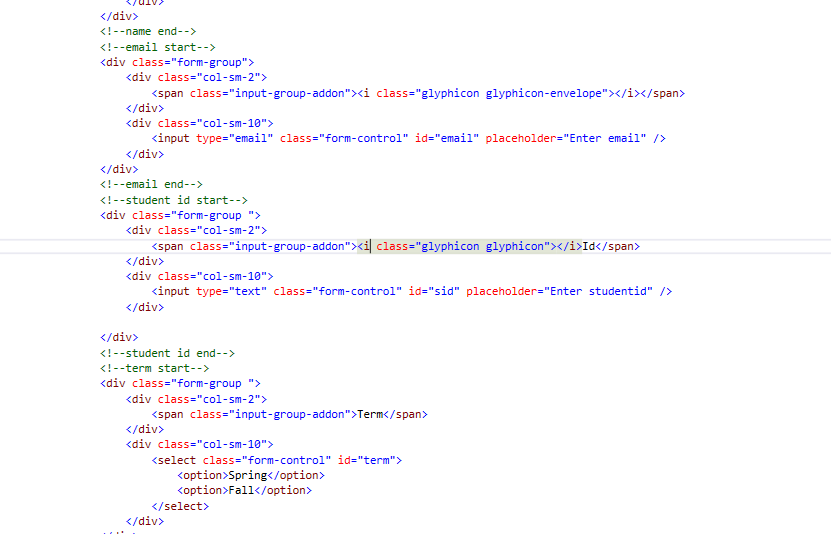 </div>
</div>
<!--name end-->
<!--email start-->
<div class="form-group">
<div class="col-sm-2">
<span class="input-group-addon"><i class="glyphicon glyphicon-envelope"></i></span>
</div>
<div class="col-sm-10">
<input type="email" class="form-control" id="email" placeholder="Enter email" />
</div>
</div>
<!--email end-->
<!--student id start-->
<div class="form-group ">
<div class="col-sm-2">
<span class="input-group-addon"><i class="glyphicon glyphicon"></i>Id</span>
</div>
<div class="col-sm-10">
<input type="text" class="form-control" id="sid" placeholder="Enter studentid" />
</div>
</div>
<!--student id end-->
<!--term start-->
<div class="form-group ">
<div class="col-sm-2">
<span class="input-group-addon">Term</span>
</div>
<div class="col-sm-10">
<select class="form-control" id="term">
<option>Spring</option>
<option>Fall</option>
</select>
</div>